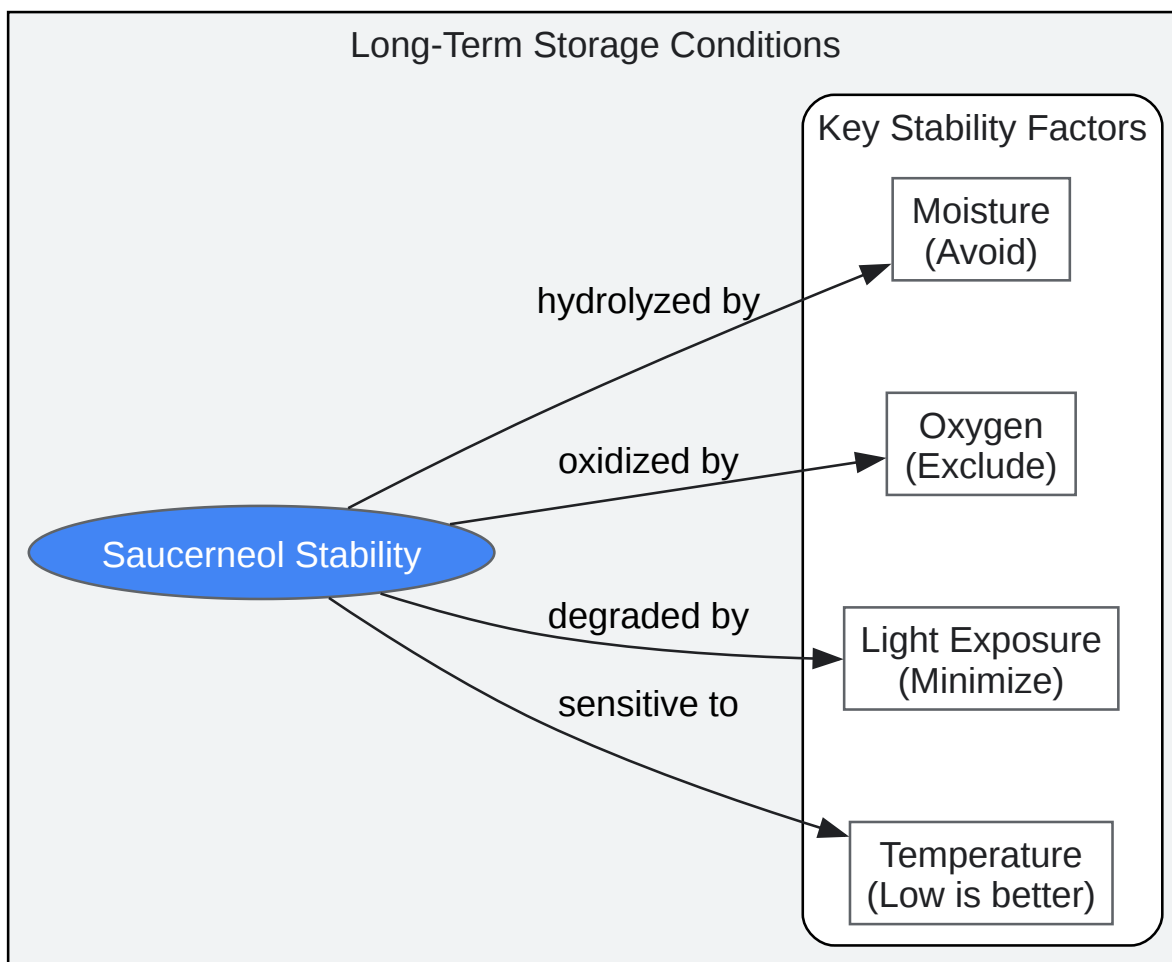 Long-Term Storage Conditions
Key Stability Factors
Moisture
(Avoid)
hydrolyzed by
Oxygen
(Exclude)
oxidized by
Saucerneol Stability
degraded by
Light Exposure
(Minimize)
sensitive to
Temperature
(Low is better)